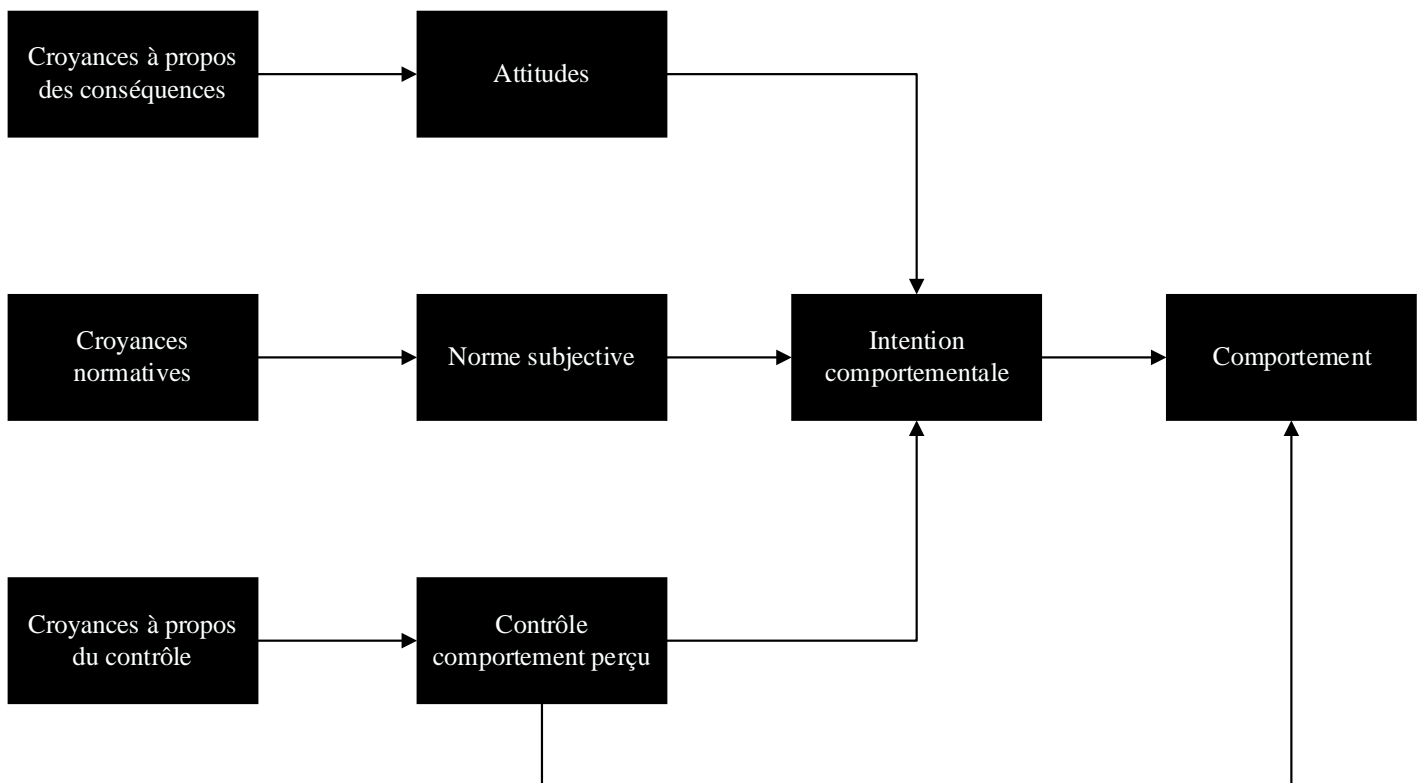 Croyances à propos
des conséquences
Attitudes
Croyances
normatives
Norme subjective
Intention
comportementale
Comportement
Croyances à propos
du contrôle
Contrôle
comportement perçu